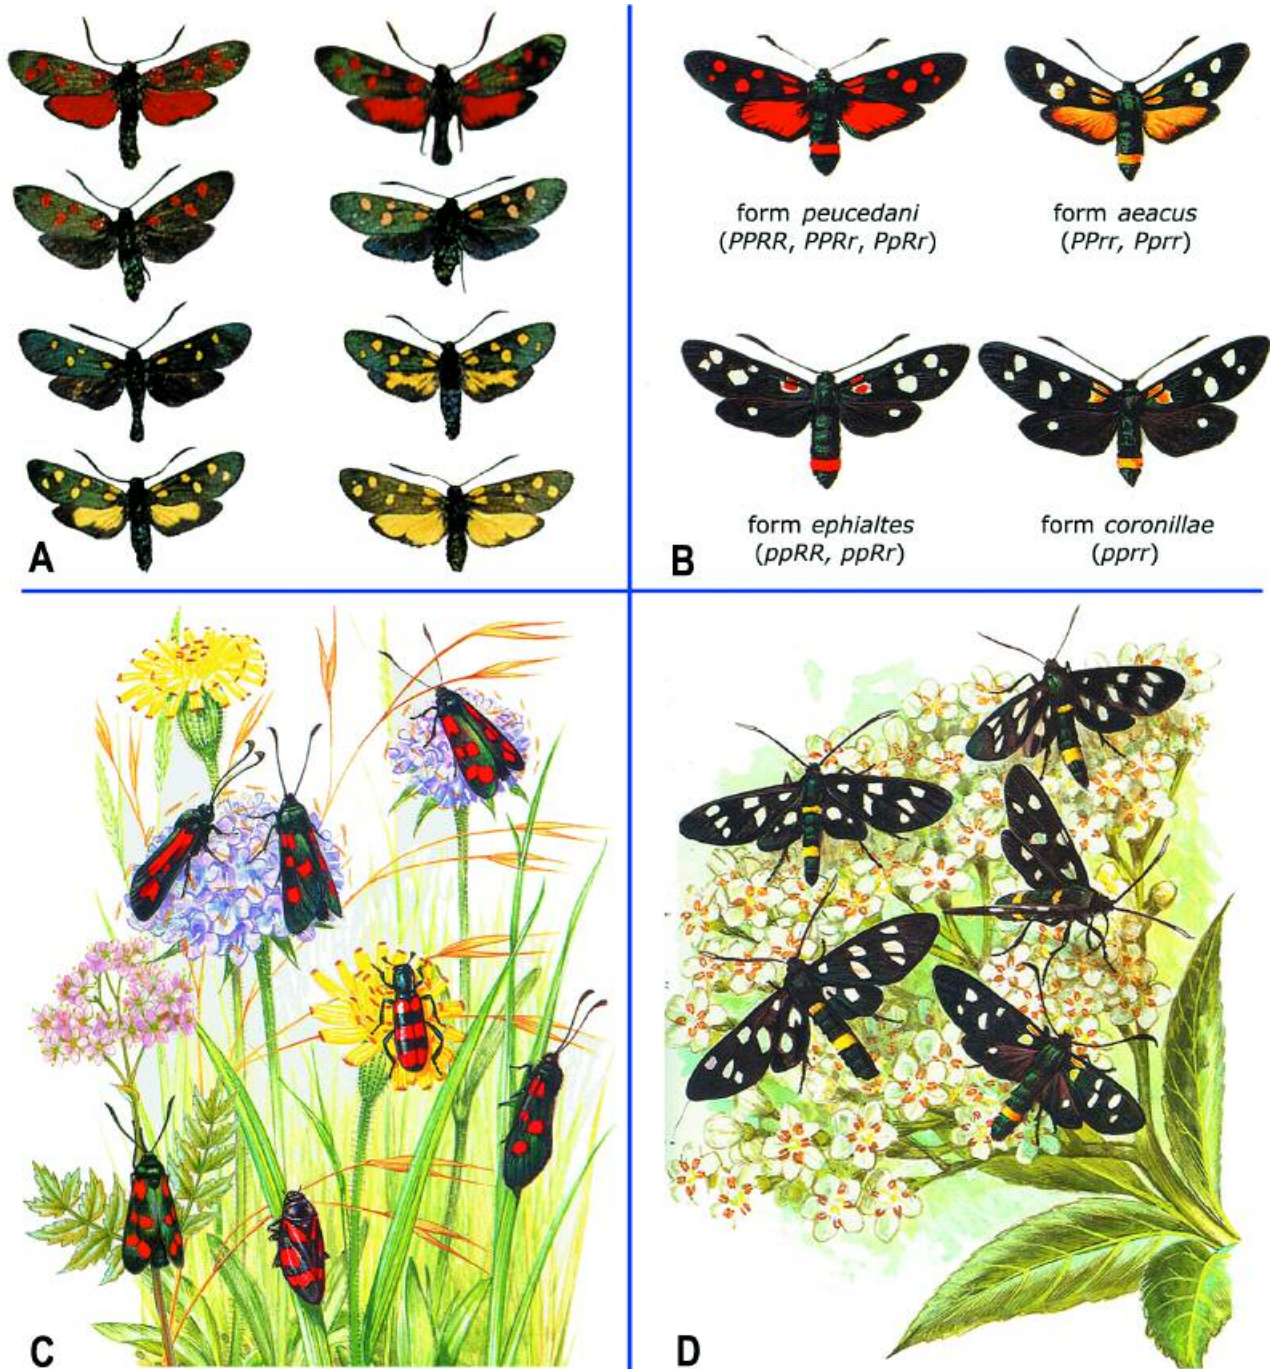 A
form peucedani
(PPRR, PPRr, PpRr)
form aeacus
(PPrr, Pprr)
form ephialtes
(ppRR, ppRr)
form coronillae
(pprr)
B
C
D